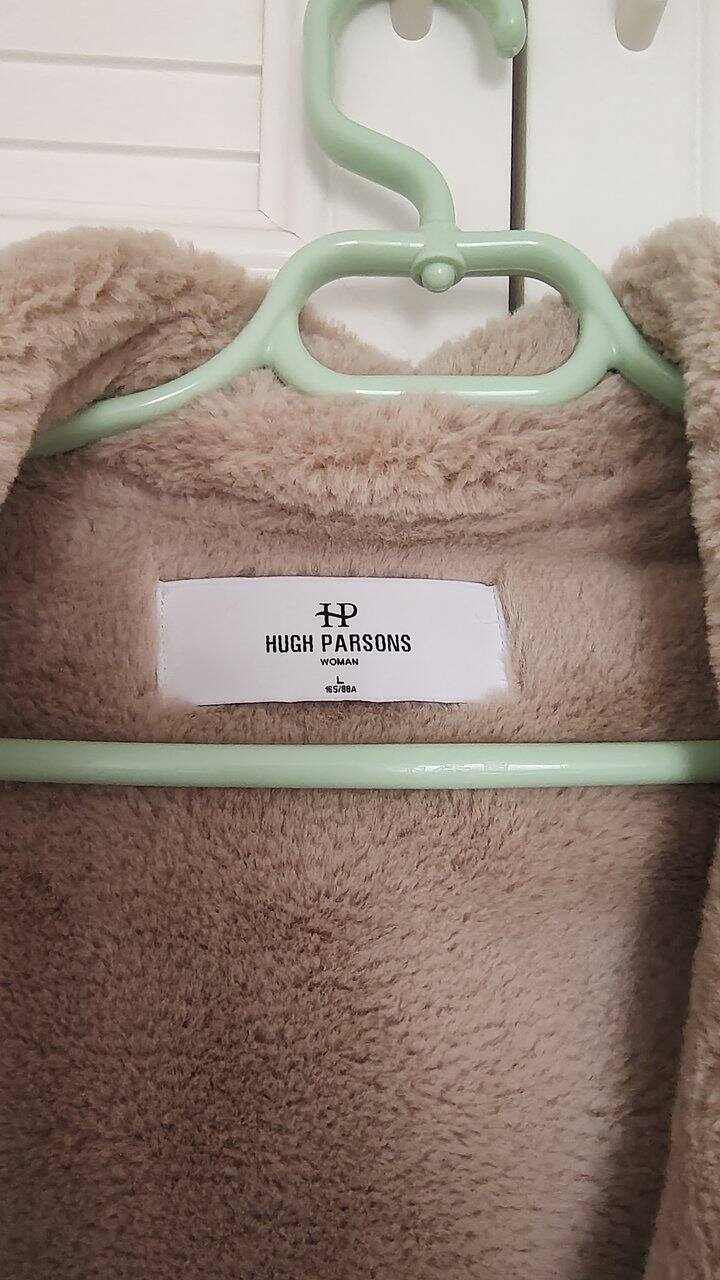 HP
HUGH PARSONS
WOMAN
L
165/88A